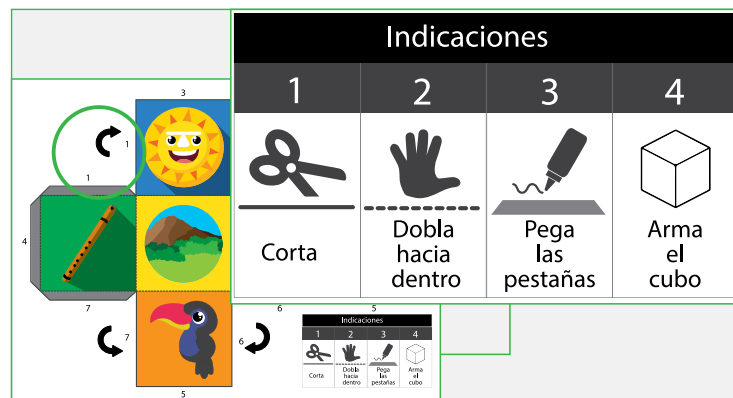 Indicaciones
1 2 3 4
Corta
Dobla
hacia
dentro
Pega
las
pestañas
Arma
el
cubo
3
1
1
4
7
7
5
6
6
5
Indicaciones
1 2 3 4
Corta
Dobla
hacia
dentro
Pega
las
pestañas
Arma
el
cubo